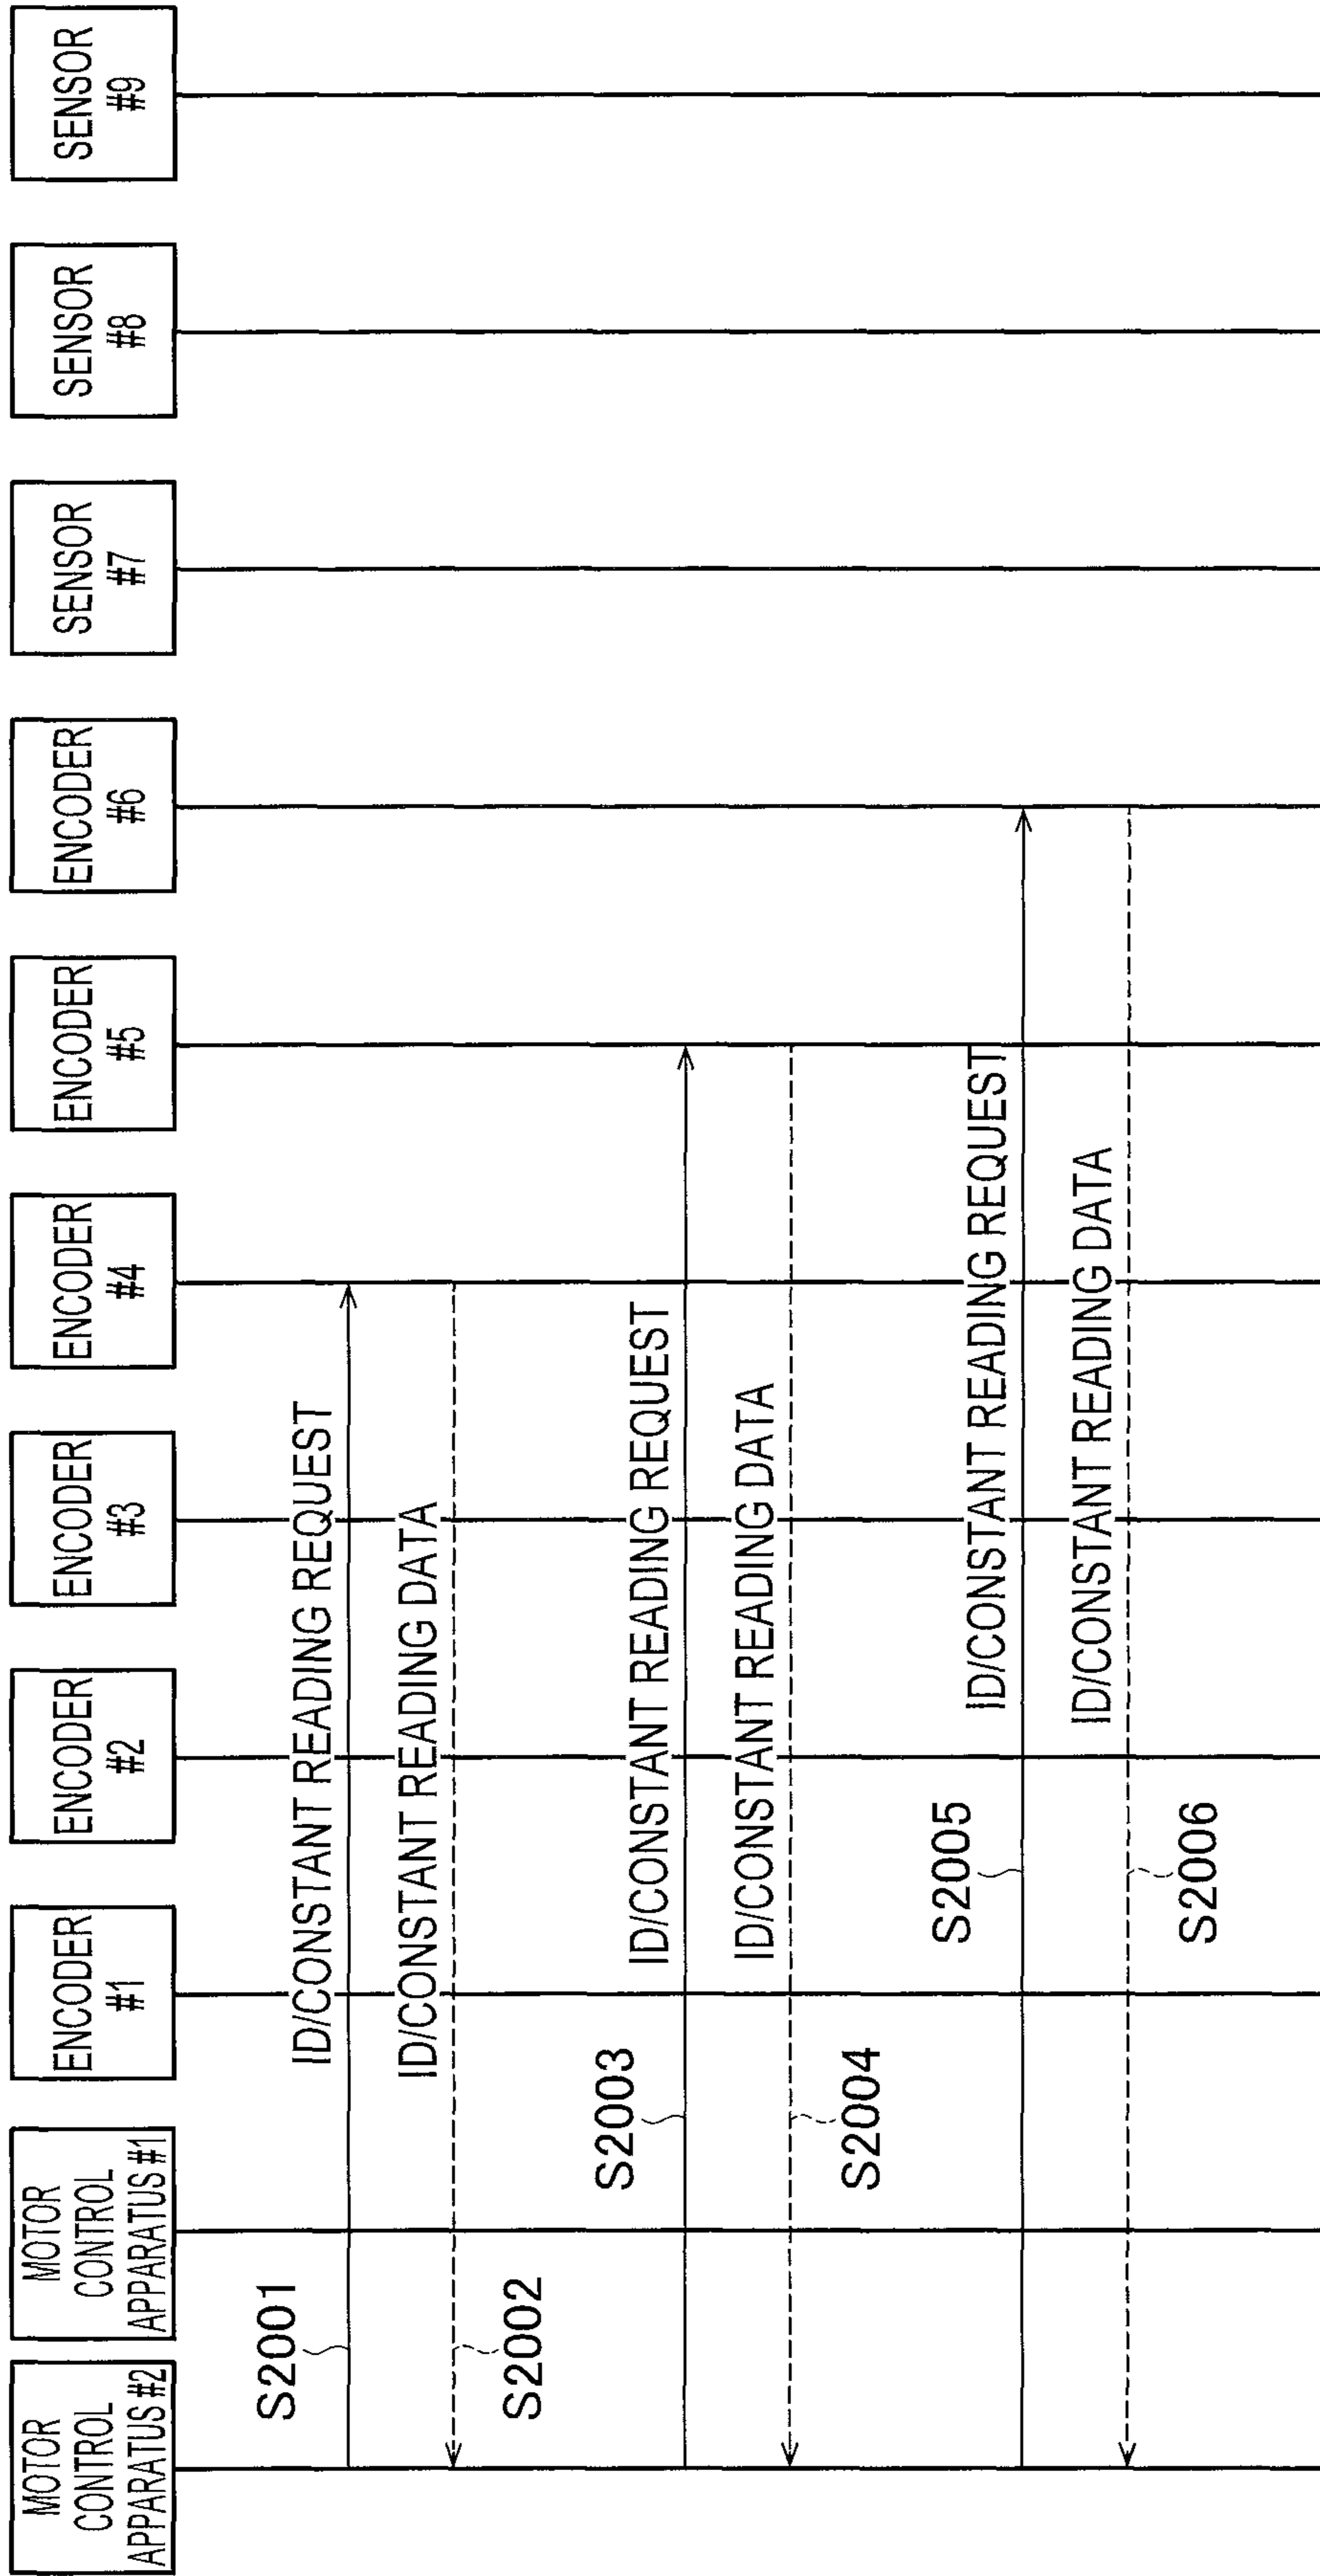 MOTOR
CONTROL
APPARATUS#2
MOTOR
CONTROL
APPARATUS#1
ENCODER
#1
ENCODER
#2
ENCODER
#3
ENCODER
#4
ENCODER
#5
ENCODER
#6
SENSOR
#7
SENSOR
#8
SENSOR
#9
S2001
ID/CONSTANT READING REQUEST
ID/CONSTANT READING DATA
S2002
S2003
ID/CONSTANT READING REQUEST
ID/CONSTANT READING DATA
S2004
S2005
ID/CONSTANT READING REQUEST
ID/CONSTANT READING DATA
S2006